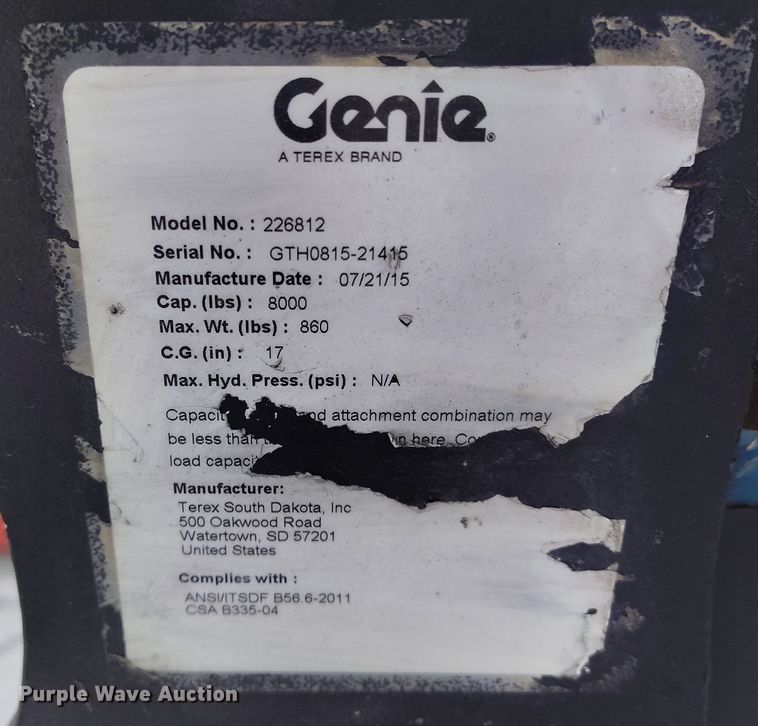 Genie®
A TEREX BRAND
Model No. : 226812
Serial No. : GTH0815-21415
Manufacture Date : 07/21/15
Cap. (lbs) : 8000
Max. Wt. (lbs) : 860
C.G. (in) : 17
Max. Hyd. Press. (psi) : N/A
attachment combination may
be less than here.
load
Manufacturer:
Terex South Dakota, Inc
500 Oakwood Road
Watertown, SD 57201
United States
Complies with :
ANSI/ITSDF B56.6-2011
CSA B335-04
Purple Wave Auction